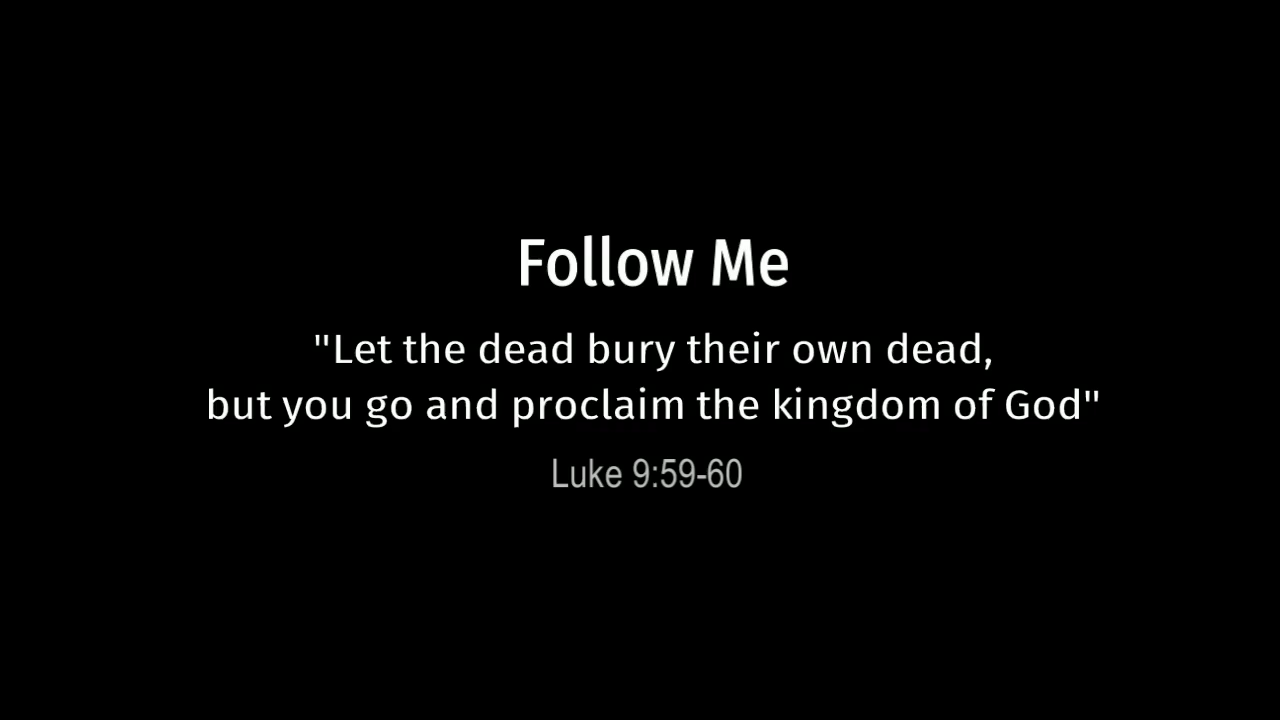 Follow Me
"Let the dead bury their own dead,
but you go and proclaim the kingdom of God"
Luke 9:59-60